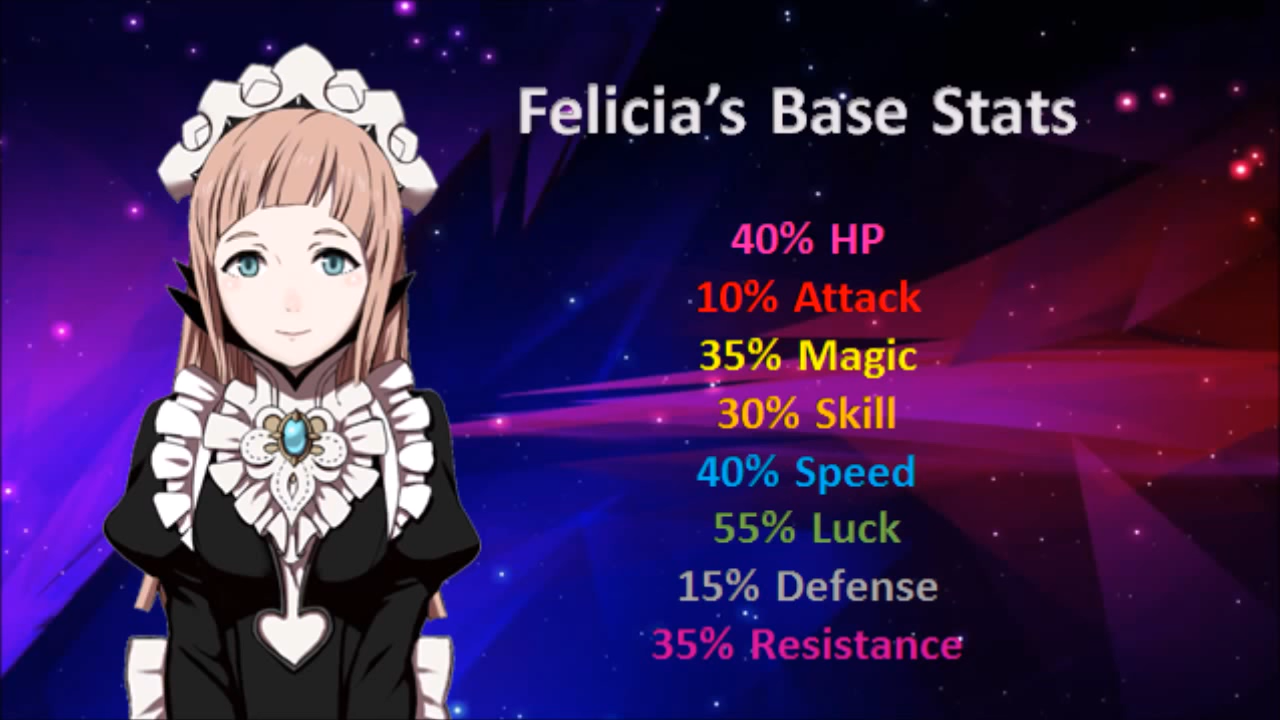 Felicia’s Base Stats
40% HP
10% Attack
35% Magic
30% Skill
40% Speed
55% Luck
15% Defense
35% Resistance